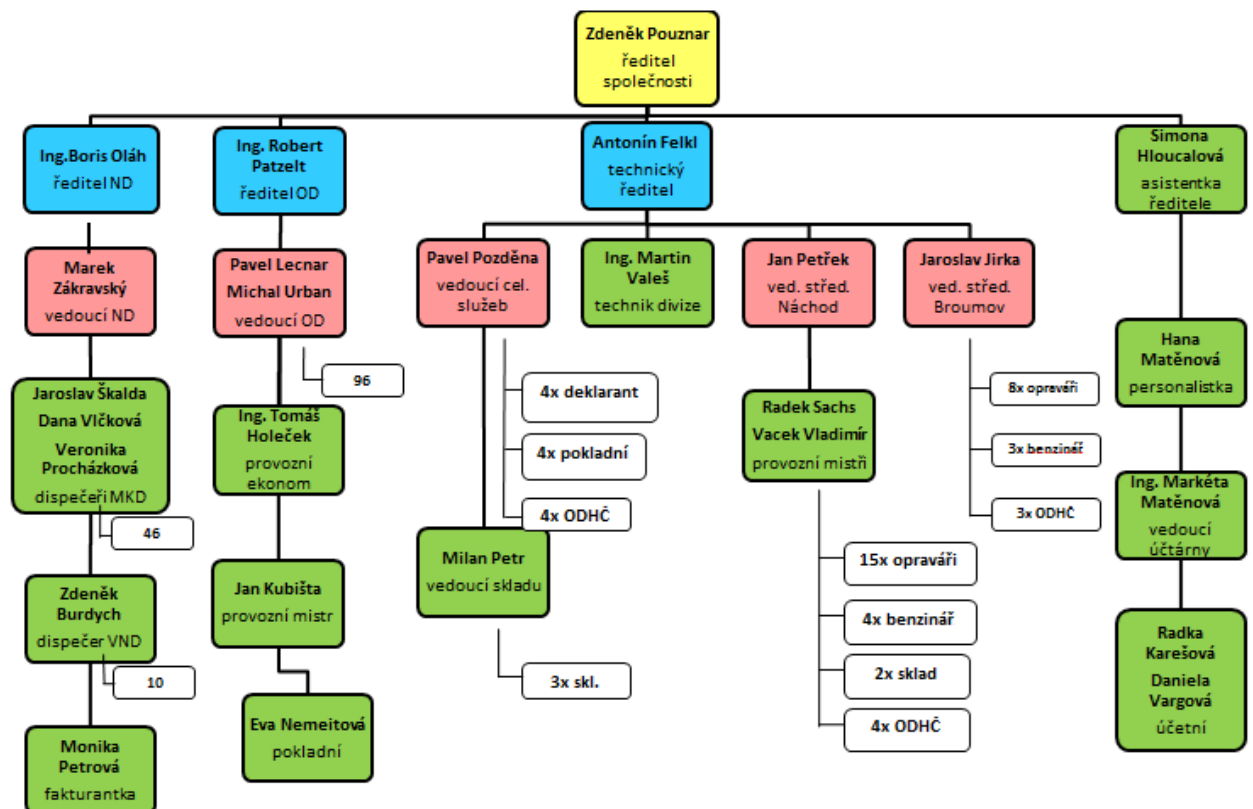 Zdeněk Pouznar
ředitel
společnosti
Ing.Boris Oláh
ředitel ND
Ing. Robert
Patzelt
ředitel OD
Antonín Felkl
technický
ředitel
Simona
Hloucalová
asistentka
ředitele
Marek
Zákravský
vedoucí ND
Pavel Lecnar
Michal Urban
vedoucí OD
96
Pavel Pozděna
vedoucí cel.
služeb
Ing. Martin
Valeš
technik divize
Jan Petřek
ved. střed.
Náchod
Jaroslav Jirka
ved. střed.
Broumov
Hana
Matěnová
personalistka
Jaroslav Škalda
Dana Vlčková
Veronika
Procházková
dispečeři MKD
46
Ing. Tomáš
Holeček
provozní
ekonom
4x deklarant
4x pokladní
4x ODHČ
Radek Sachs
Vacek Vladimír
provozní mistři
8x opraváři
3x benzinář
3x ODHČ
Ing. Markéta
Matěnová
vedoucí
účtárny
Zdeněk
Burdych
dispečer VND
10
Jan Kubišta
provozní mistr
Milan Petr
vedoucí skladu
3x skl.
15x opraváři
4x benzinář
2x sklad
4x ODHČ
Radka
Karešová
Daniela
Vargová
účetní
Monika
Petrová
fakturantka
Eva Nemeitová
pokladní